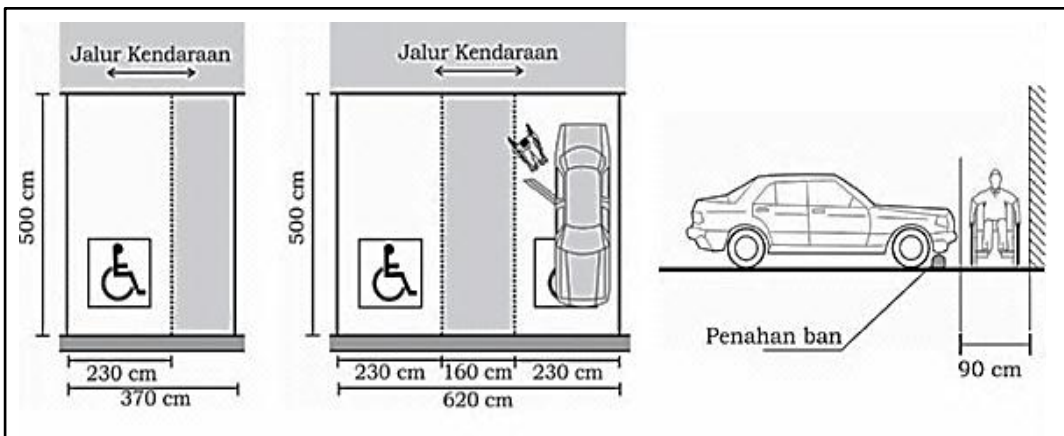 Jalur Kendaraan
500 cm
230 cm
370 cm
Jalur Kendaraan
500 cm
230 cm
160 cm
230 cm
620 cm
Penahan ban
90 cm